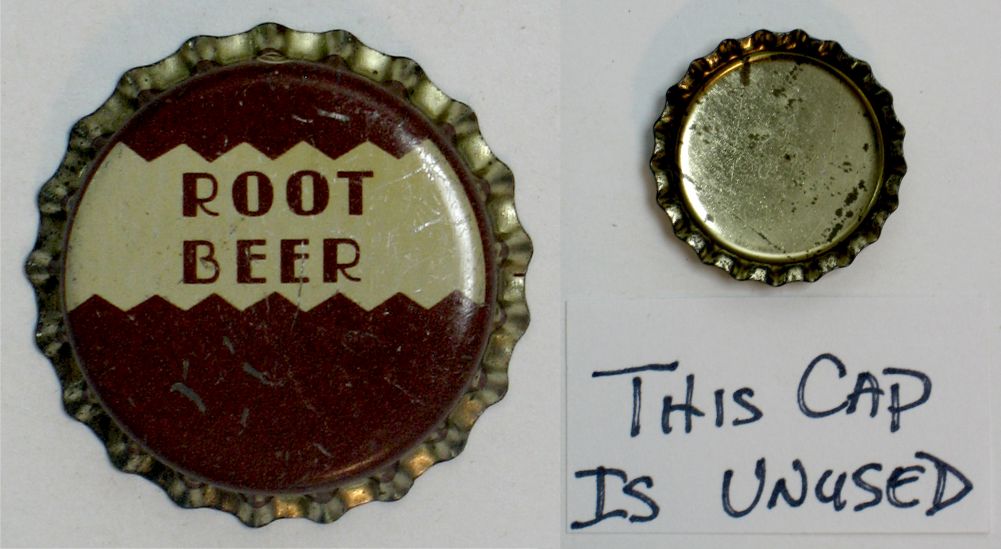 ROOT
BEER
THIS CAP
IS UNUSED